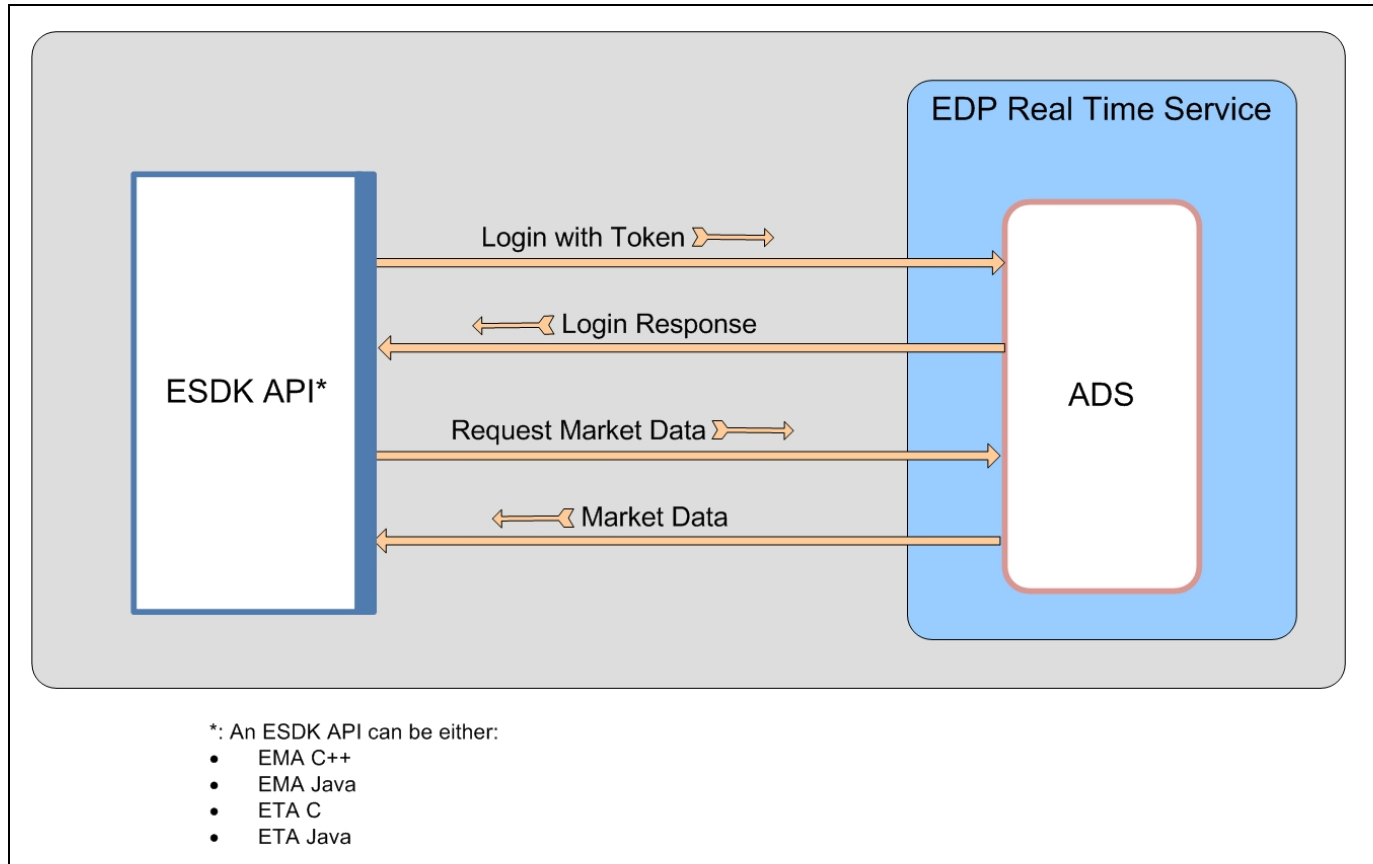 EDP Real Time Service
Login with Token
Login Response
ESDK API*
ADS
Request Market Data
Market Data
*: An ESDK API can be either:
• EMA C++
• EMA Java
• ETA C
• ETA Java